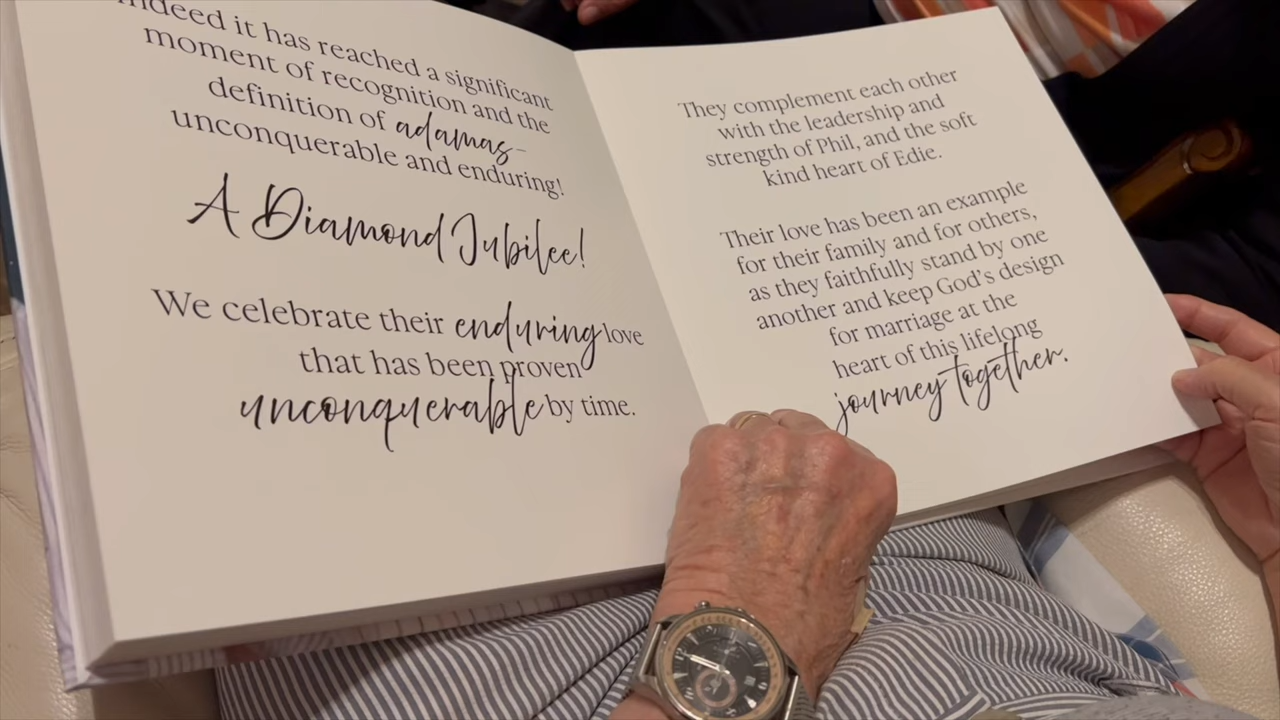 indeed it has reached a significant
moment of recognition and the
definition of adamas-
unconquerable and enduring!
A Diamond Jubilee!
We celebrate their enduring love
that has been proven
unconquerable by time.
They complement each other
with the leadership and
strength of Phil, and the soft
kind heart of Edie.
Their love has been an example
for their family and for others,
as they faithfully stand by one
another and keep God's design
for marriage at the
heart of this lifelong
journey together.